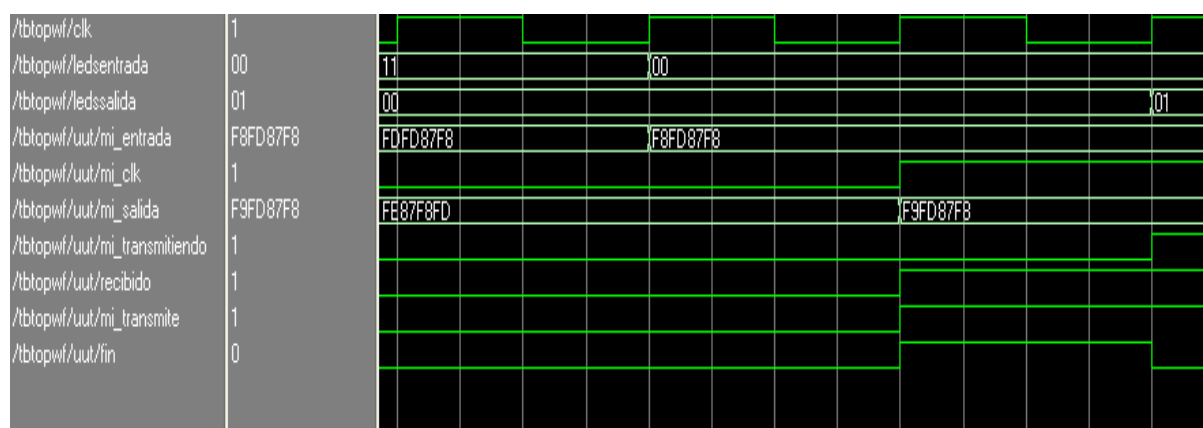 /tbtopwf/clk 1
/tbtopwf/ledsentrada 00 11 00
/tbtopwf/ledssalida 01 00 01
/tbtopwf/uut/mi_entrada F8FD87F8 FDFD87F8 F8FD87F8
/tbtopwf/uut/mi_clk 1
/tbtopwf/uut/mi_salida F9FD87F8 FE87F8FD F9FD87F8
/tbtopwf/uut/mi_transmitiendo 1
/tbtopwf/uut/recibido 1
/tbtopwf/uut/mi_transmite 1
/tbtopwf/uut/fin 0